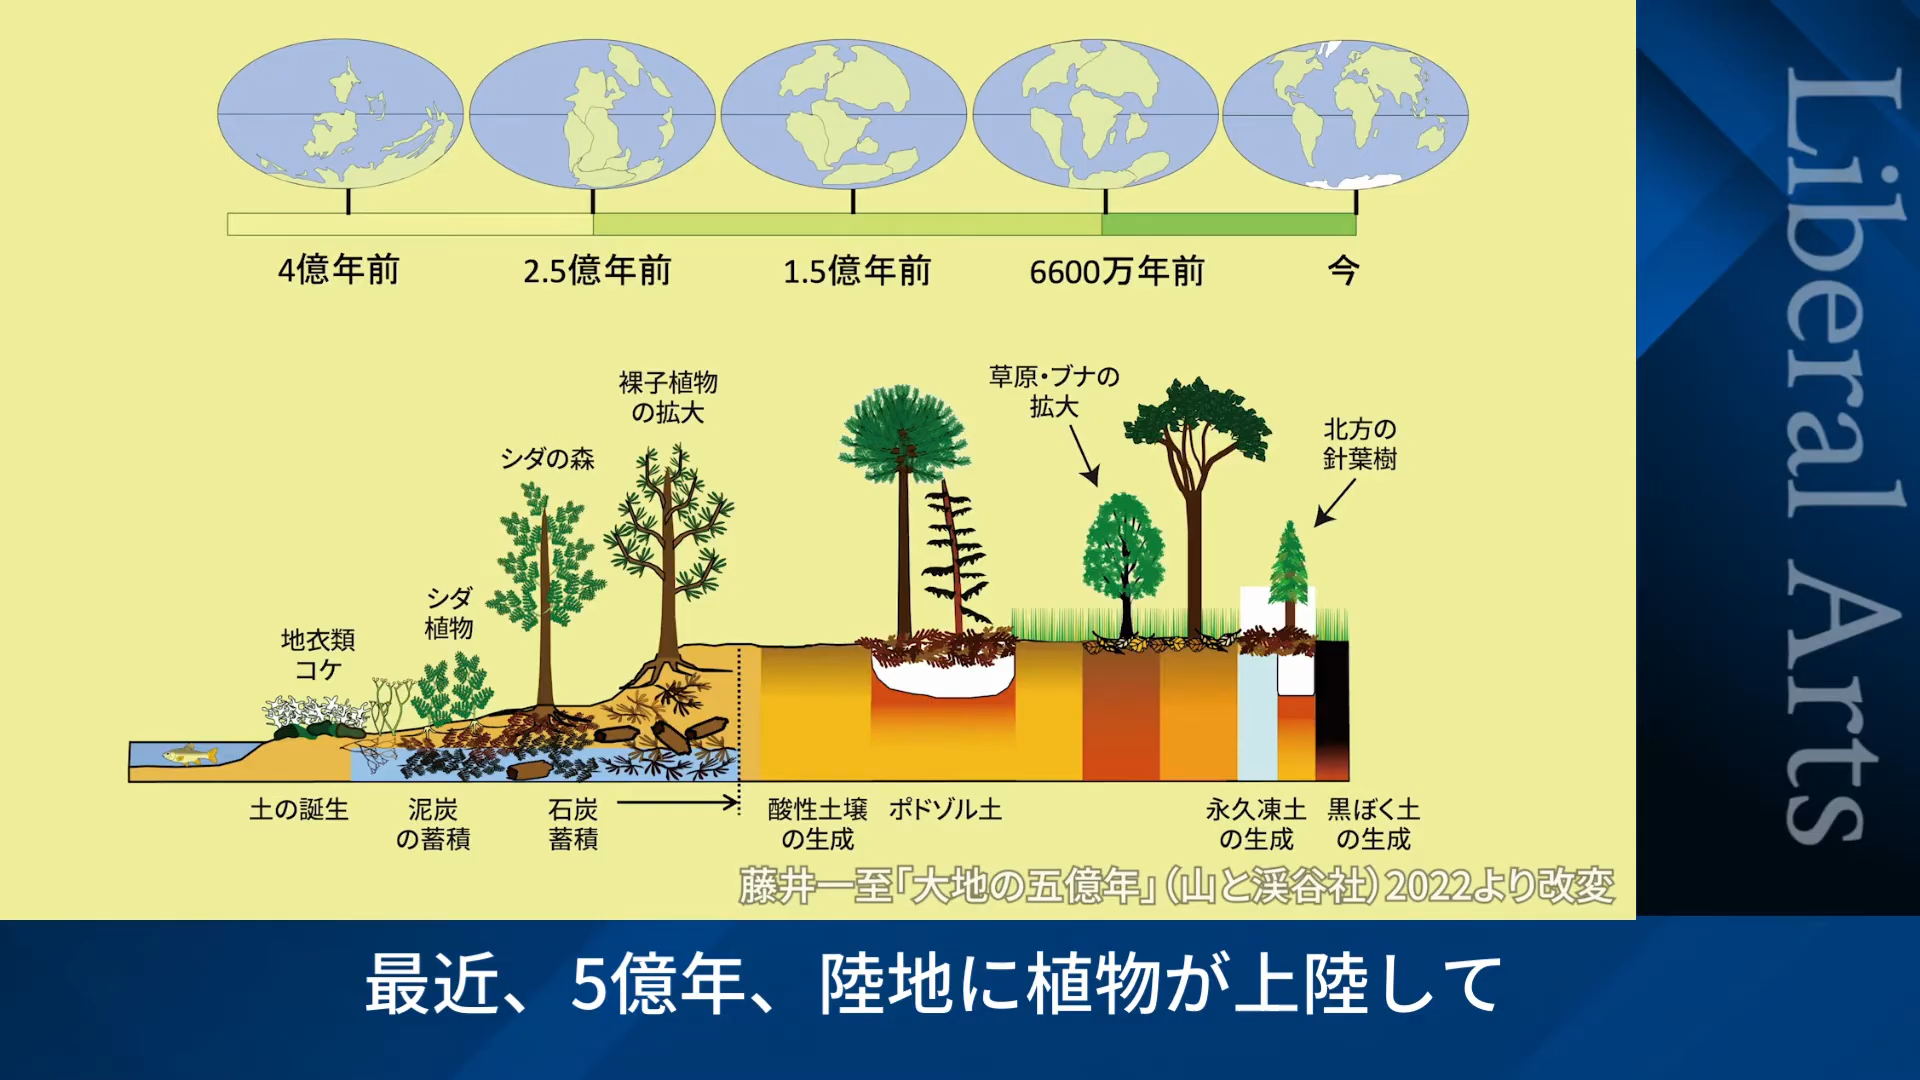 4億年前
2.5億年前
1.5億年前
6600万年前
今
裸子植物
の拡大
草原・ブナの
拡大
北方の
針葉樹
シダの森
シダ
植物
地衣類
コケ
土の誕生
泥炭
の蓄積
石炭
蓄積
酸性土壌
の生成
ポドゾル土
永久凍土
の生成
黒ぼく土
の生成
藤井一至「大地の五億年」（山と渓谷社）2022より改変
最近、5億年、陸地に植物が上陸して
Liberal Arts